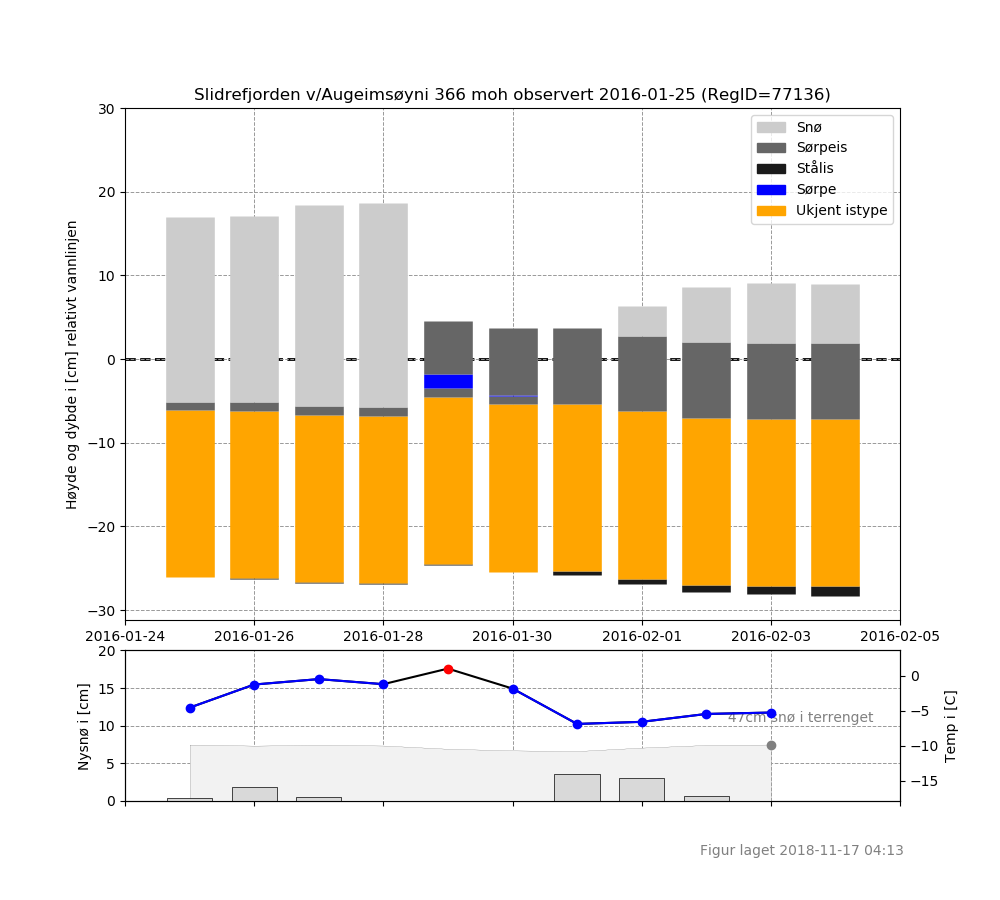 Slidrefjorden v/Augeimsøyni 366 moh observert 2016-01-25 (RegID=77136)
Høyde og dybde i [cm] relativt vannlinjen
30
20
10
0
−10
−20
−30
Snø
Sørpeis
Stålis
Sørpe
Ukjent istype
2016-01-24 2016-01-26 2016-01-28 2016-01-30 2016-02-01 2016-02-03 2016-02-05
Nysnø i [cm]
20
15
10
5
0
47cm snø i terrenget
0
−5
−10
−15
Temp i [C]
Figur laget 2018-11-17 04:13